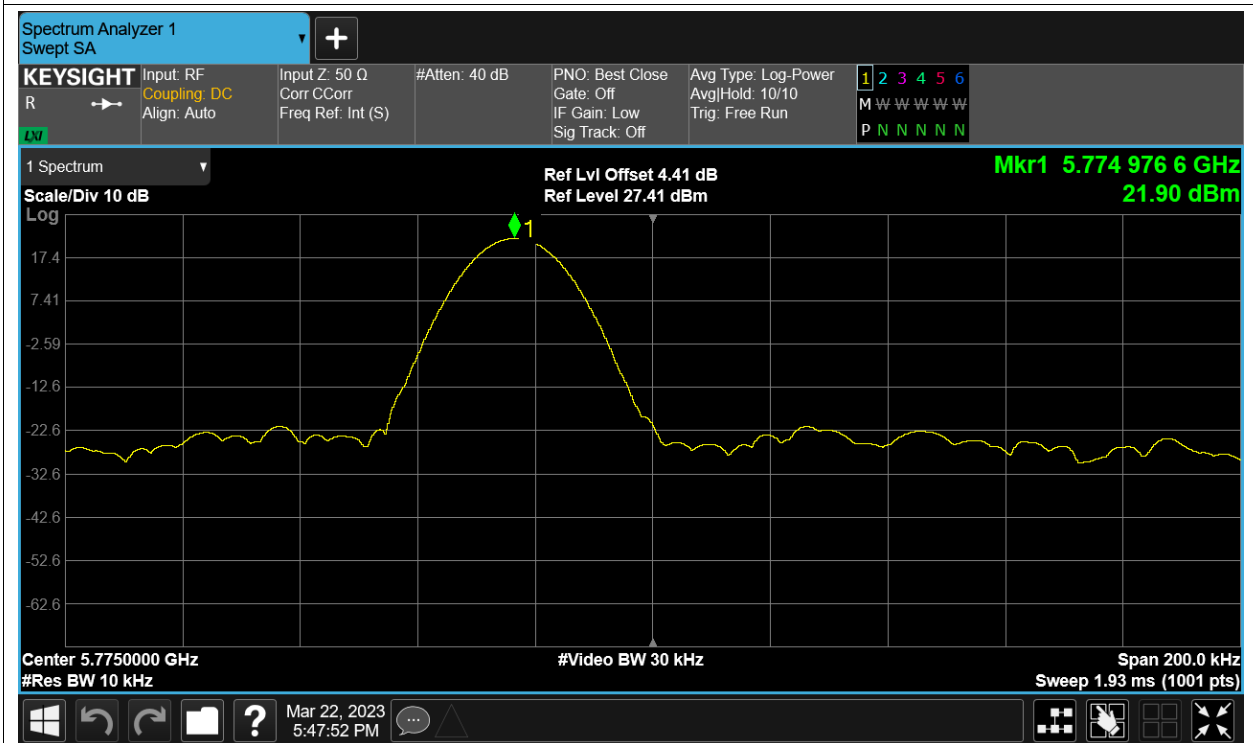 Spectrum Analyzer 1
Swept SA
KEYSIGHT
R
LXI
Input: RF
Coupling: DC
Align: Auto
Input Z: 50 Ω
Corr CCorr
Freq Ref: Int (S)
#Atten: 40 dB
PNO: Best Close
Gate: Off
IF Gain: Low
Sig Track: Off
Avg Type: Log-Power
Avg|Hold: 10/10
Trig: Free Run
1 2 3 4 5 6
M W W W W W
P N N N N N
1 Spectrum
Scale/Div 10 dB
Ref Lvl Offset 4.41 dB
Ref Level 27.41 dBm
Mkr1 5.774 976 6 GHz
21.90 dBm
Log
1
17.4
7.41
-2.59
-12.6
-22.6
-32.6
-42.6
-52.6
-62.6
Center 5.7750000 GHz
#Res BW 10 kHz
#Video BW 30 kHz
Span 200.0 kHz
Sweep 1.93 ms (1001 pts)
?
Mar 22, 2023
5:47:52 PM